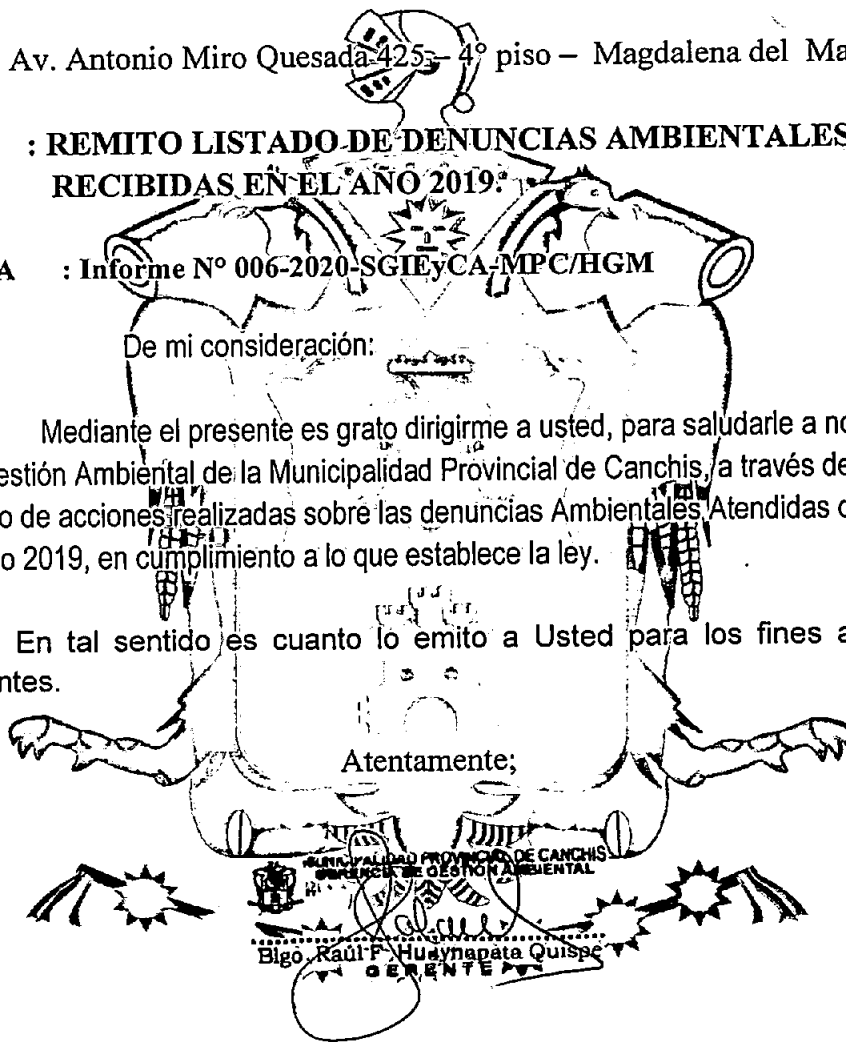 Av. Antonio Miro Quesada 425 – 4° piso – Magdalena del Ma
: REMITO LISTADO DE DENUNCIAS AMBIENTALES
RECIBIDAS EN EL AÑO 2019.
A : Informe N° 006-2020-SGIEyCA-MPC/HGM
De mi consideración:
Mediante el presente es grato dirigirme a usted, para saludarle a no
estión Ambiental de la Municipalidad Provincial de Canchis, a través de
o de acciones realizadas sobre las denuncias Ambientales Atendidas
o 2019, en cumplimiento a lo que establece la ley.
En tal sentido es cuanto lo emito a Usted para los fines a
ntes.
Atentamente;
MUNICIPALIDAD PROVINCIAL DE CANCHIS
GERENCIA DE GESTIÓN AMBIENTAL
Blgo. Raúl F. Huaynapata Quispe
GERENTE